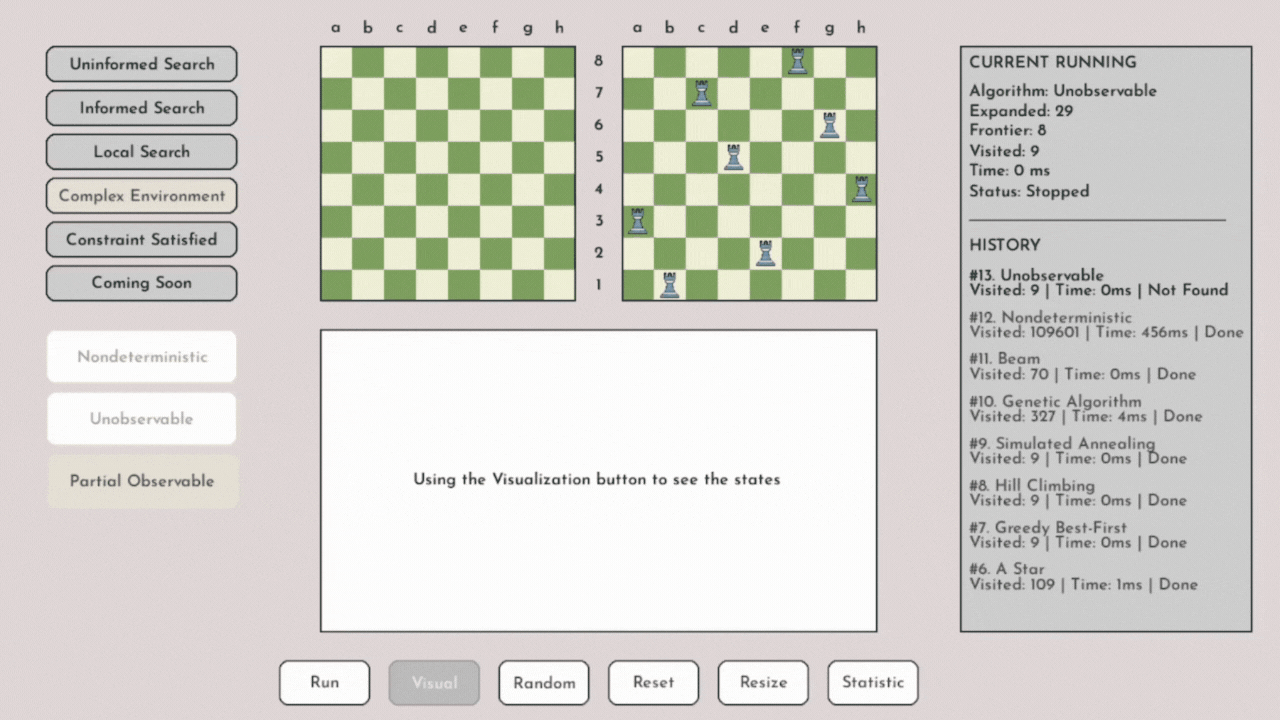 Uninformed Search
Informed Search
Local Search
Complex Environment
Constraint Satisfied
Coming Soon
Nondeterministic
Unobservable
Partial Observable
a b c d e f g h
a b c d e f g h
8
7
6
5
4
3
2
1
Using the Visualization button to see the states
Run
Visual
Random
Reset
Resize
Statistic
CURRENT RUNNING
Algorithm: Unobservable
Expanded: 29
Frontier: 8
Visited: 9
Time: 0 ms
Status: Stopped
HISTORY
#13. Unobservable
Visited: 9 | Time: 0ms | Not Found
#12. Nondeterministic
Visited: 109601 | Time: 456ms | Done
#11. Beam
Visited: 70 | Time: 0ms | Done
#10. Genetic Algorithm
Visited: 327 | Time: 4ms | Done
#9. Simulated Annealing
Visited: 9 | Time: 0ms | Done
#8. Hill Climbing
Visited: 9 | Time: 0ms | Done
#7. Greedy Best-First
Visited: 9 | Time: 0ms | Done
#6. A Star
Visited: 109 | Time: 1ms | Done